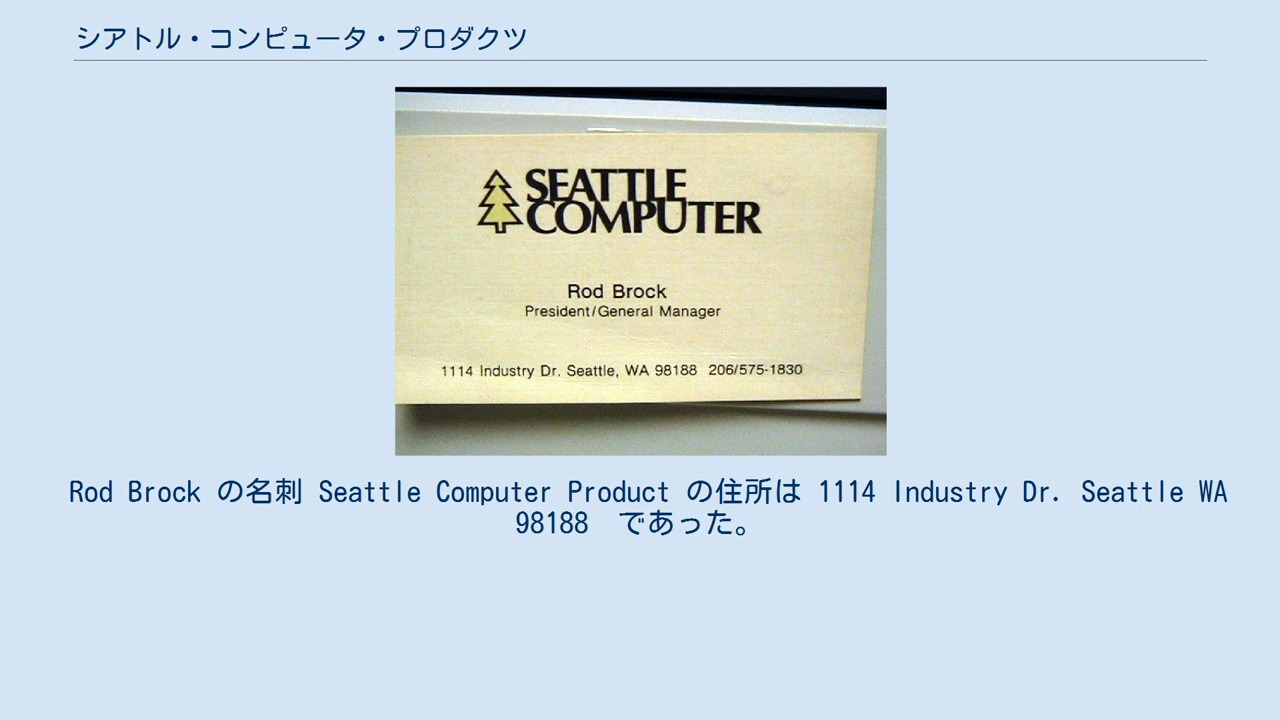 シアトル・コンピュータ・プロダクツ
SEATTLE
COMPUTER
Rod Brock
President/General Manager
1114 Industry Dr. Seattle, WA 98188 206/575-1830
Rod Brock の名刺 Seattle Computer Product の住所は 1114 Industry Dr. Seattle WA
98188 であった。